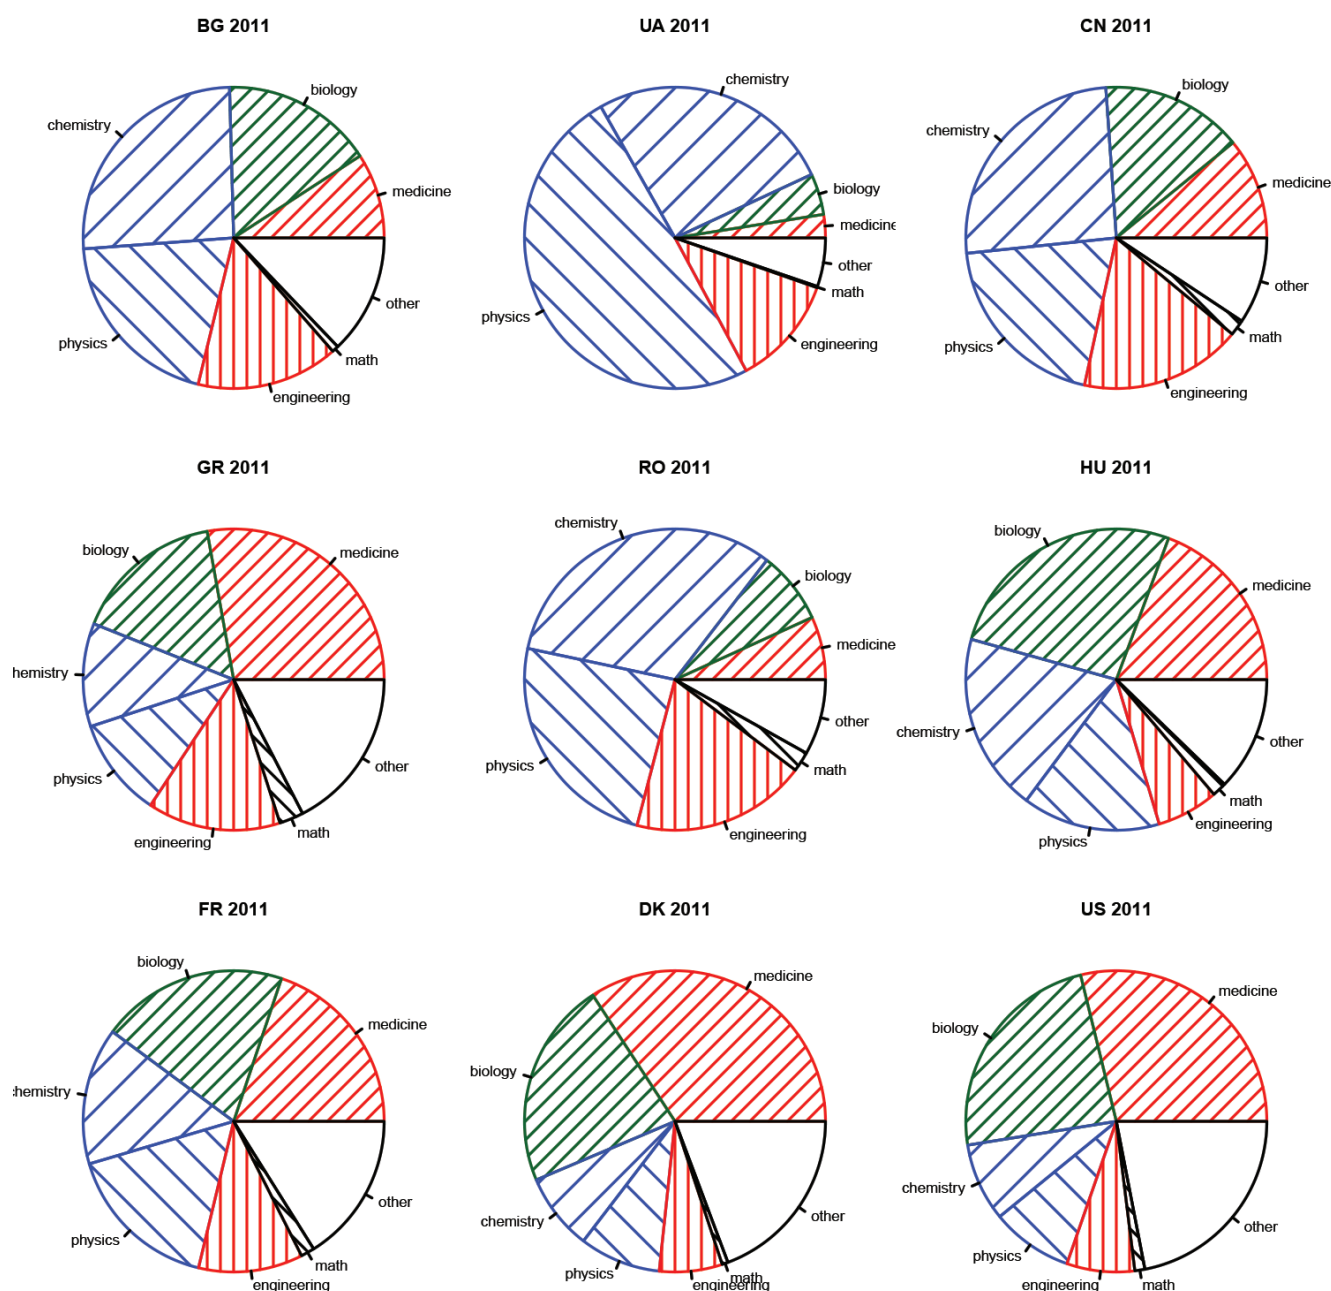 BG 2011
UA 2011
CN 2011
biology
chemistry
medicine
other
math
engineering
physics
chemistry
biology
medicine
other
math
engineering
physics
biology
chemistry
medicine
other
math
engineering
physics
GR 2011
RO 2011
HU 2011
medicine
biology
hemistry
physics
engineering
math
other
chemistry
biology
medicine
other
math
engineering
physics
biology
medicine
chemistry
other
math
engineering
physics
FR 2011
DK 2011
US 2011
biology
medicine
hemistry
other
physics
math
engineering
medicine
biology
chemistry
other
physics
math
engineering
medicine
biology
chemistry
other
physics
engineering
math